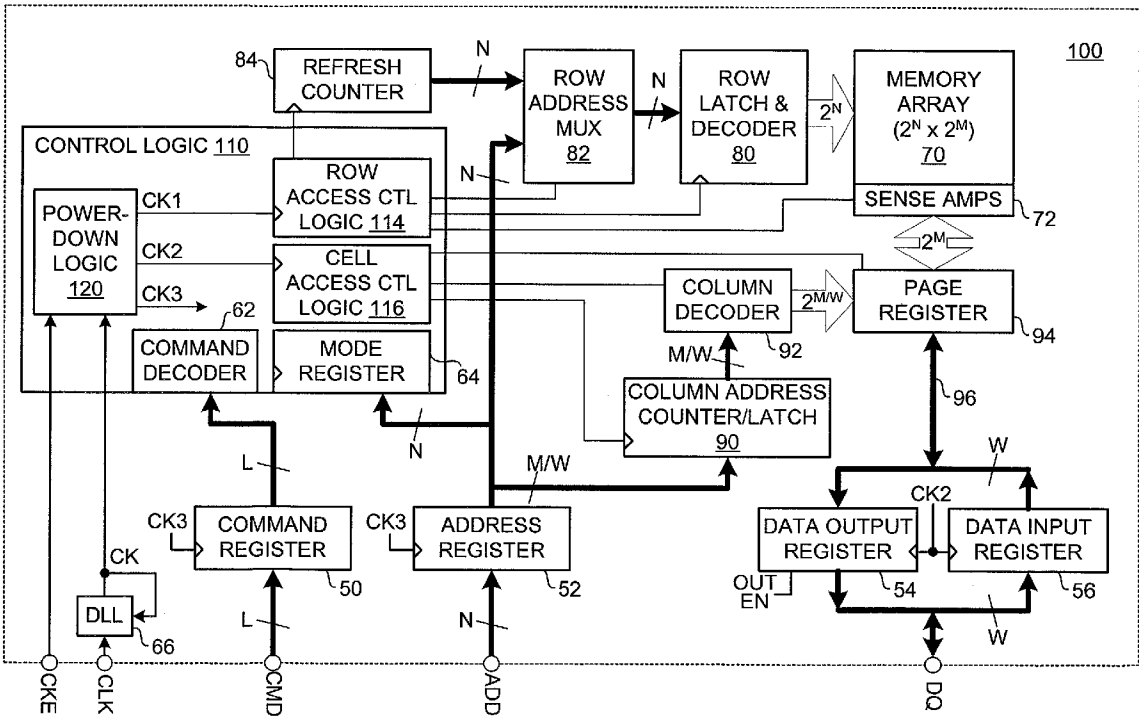 100
84
REFRESH
COUNTER
N
ROW
ADDRESS
MUX
82
N
ROW
LATCH &
DECODER
80
2^N
MEMORY
ARRAY
(2^N x 2^M)
70
SENSE AMPS
72
2^M
CONTROL LOGIC 110
N
POWER-
DOWN
LOGIC
120
CK1
CK2
CK3
ROW
ACCESS CTL
LOGIC 114
CELL
ACCESS CTL
LOGIC 116
62
COMMAND
DECODER
MODE
REGISTER
64
COLUMN
DECODER
92
2^M/W
PAGE
REGISTER
94
M/W
COLUMN ADDRESS
COUNTER/LATCH
90
96
L
N
M/W
W
CK3
COMMAND
REGISTER
50
CK3
ADDRESS
REGISTER
52
DATA OUTPUT
REGISTER
54
CK2
DATA INPUT
REGISTER
56
OUT
EN
CK
DLL
66
L
N
W
CKE
CLK
CMD
ADD
DQ